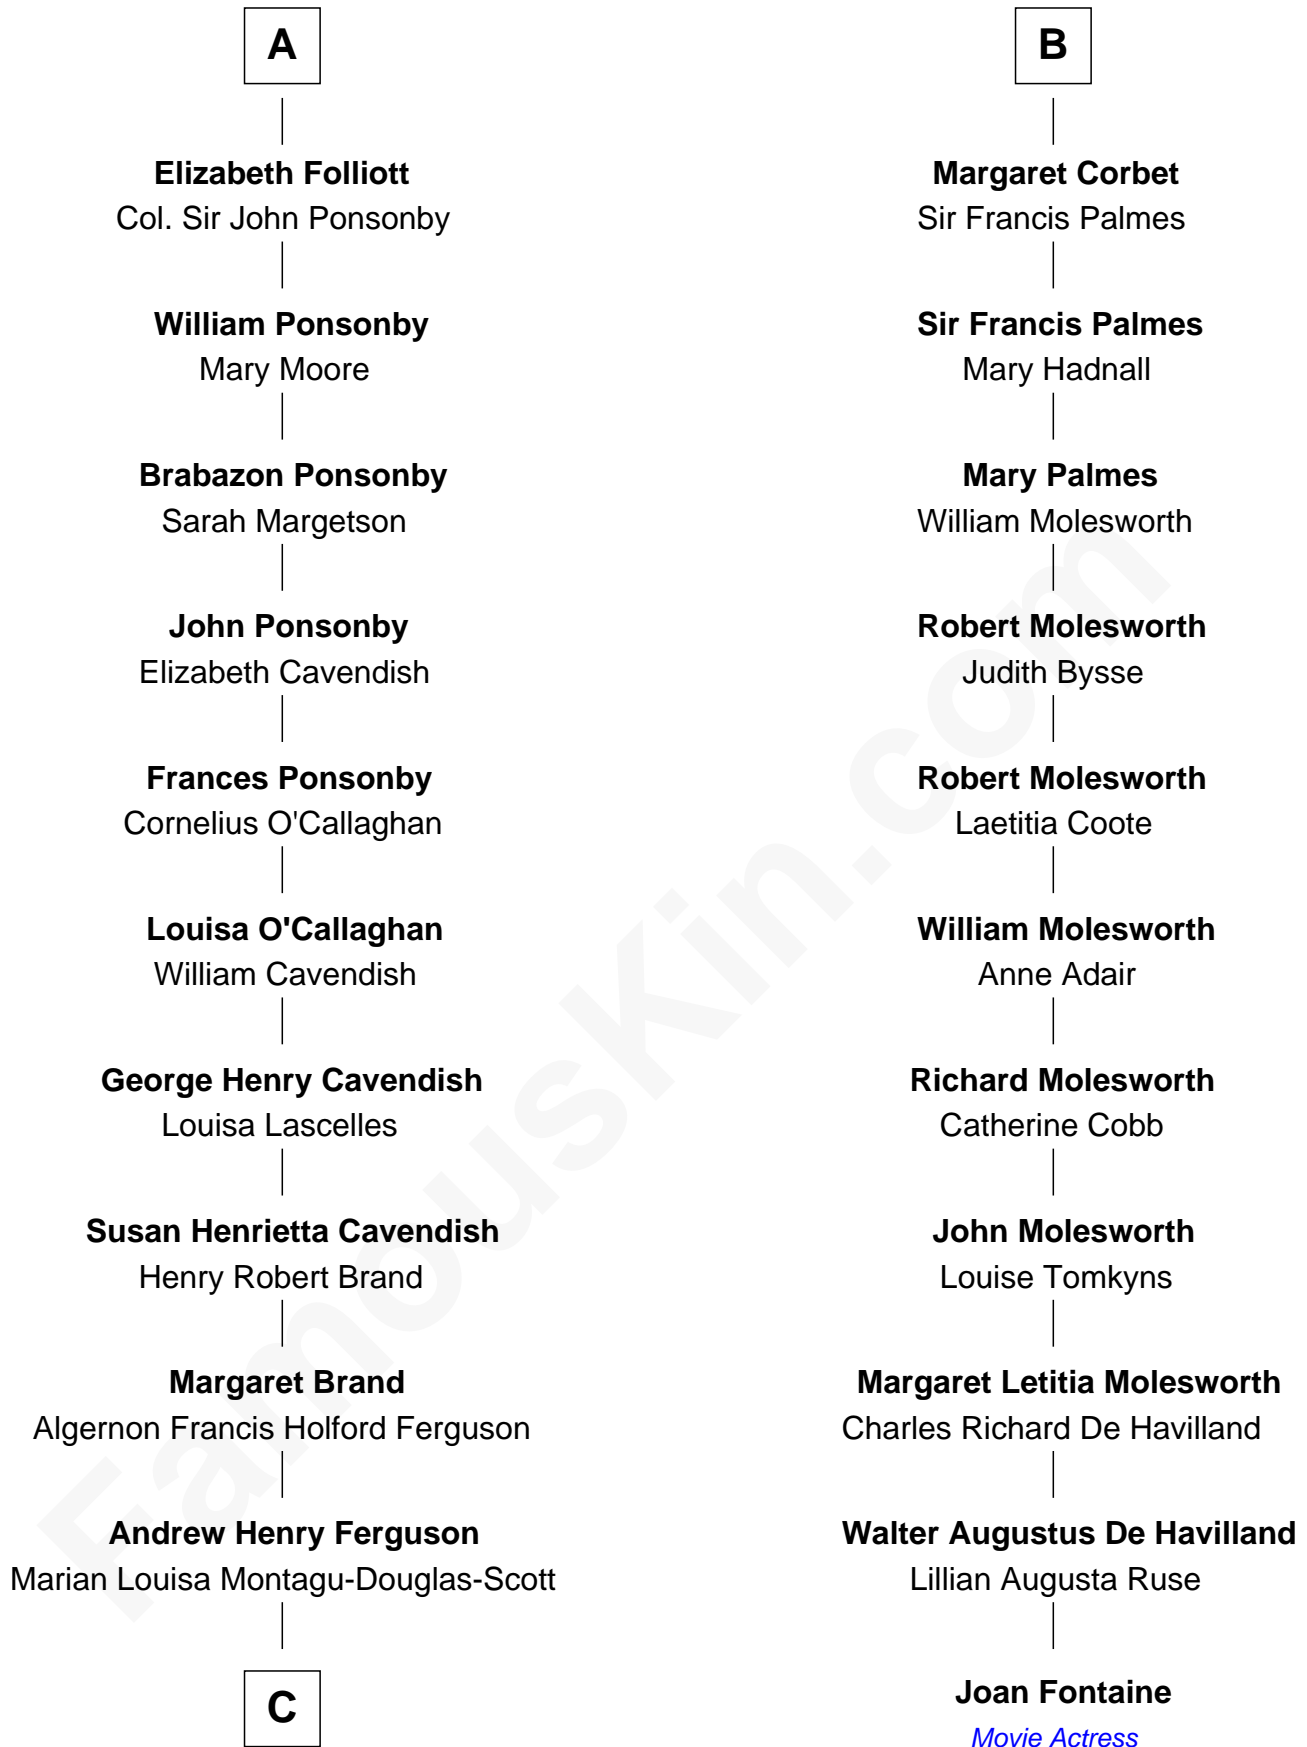 A
Elizabeth Folliott
Col. Sir John Ponsonby
William Ponsonby
Mary Moore
Brabazon Ponsonby
Sarah Margetson
John Ponsonby
Elizabeth Cavendish
Frances Ponsonby
Cornelius O'Callaghan
Louisa O'Callaghan
William Cavendish
George Henry Cavendish
Louisa Lascelles
Susan Henrietta Cavendish
Henry Robert Brand
Margaret Brand
Algernon Francis Holford Ferguson
Andrew Henry Ferguson
Marian Louisa Montagu-Douglas-Scott
C
B
Margaret Corbet
Sir Francis Palmes
Sir Francis Palmes
Mary Hadnall
Mary Palmes
William Molesworth
Robert Molesworth
Judith Bysse
Robert Molesworth
Laetitia Coote
William Molesworth
Anne Adair
Richard Molesworth
Catherine Cobb
John Molesworth
Louise Tomkyns
Margaret Letitia Molesworth
Charles Richard De Havilland
Walter Augustus De Havilland
Lillian Augusta Ruse
Joan Fontaine
Movie Actress
FamousKin.com